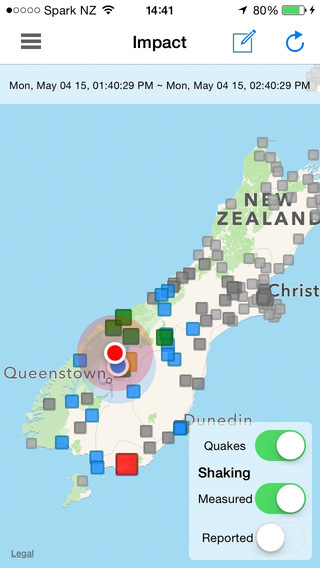 Spark NZ 14:41 80%
Impact
Mon, May 04 15, 01:40:29 PM ~ Mon, May 04 15, 02:40:29 PM
NEW
ZEALAND
Christ
Queenstown
Dunedin
Quakes
Shaking
Measured
Reported
Legal